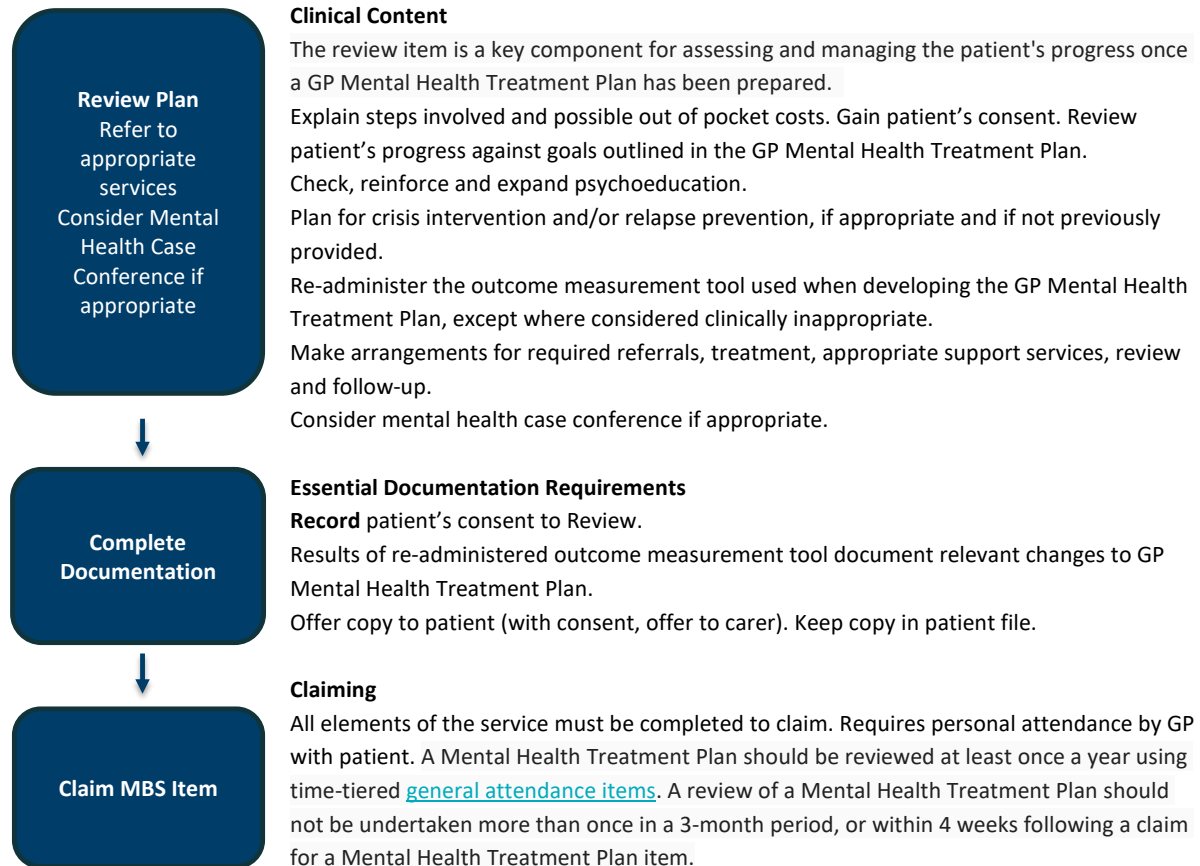 Review Plan
Refer to
appropriate
services
Consider Mental
Health Case
Conference if
appropriate
Clinical Content
The review item is a key component for assessing and managing the patient's progress once
a GP Mental Health Treatment Plan has been prepared.
Explain steps involved and possible out of pocket costs. Gain patient’s consent. Review
patient’s progress against goals outlined in the GP Mental Health Treatment Plan.
Check, reinforce and expand psychoeducation.
Plan for crisis intervention and/or relapse prevention, if appropriate and if not previously
provided.
Re-administer the outcome measurement tool used when developing the GP Mental Health
Treatment Plan, except where considered clinically inappropriate.
Make arrangements for required referrals, treatment, appropriate support services, review
and follow-up.
Consider mental health case conference if appropriate.
Complete
Documentation
Essential Documentation Requirements
Record patient’s consent to Review.
Results of re-administered outcome measurement tool document relevant changes to GP
Mental Health Treatment Plan.
Offer copy to patient (with consent, offer to carer). Keep copy in patient file.
Claim MBS Item
Claiming
All elements of the service must be completed to claim. Requires personal attendance by GP
with patient. A Mental Health Treatment Plan should be reviewed at least once a year using
time-tiered general attendance items. A review of a Mental Health Treatment Plan should
not be undertaken more than once in a 3-month period, or within 4 weeks following a claim
for a Mental Health Treatment Plan item.